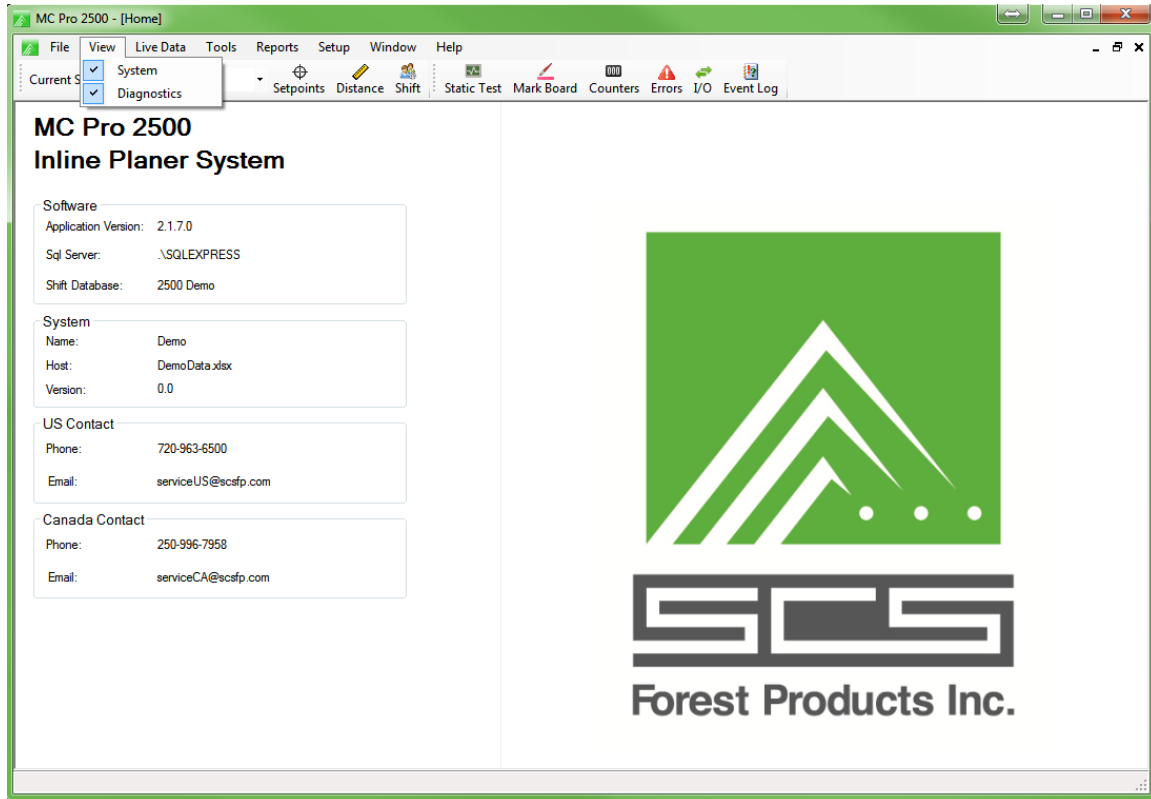 MC Pro 2500 - [Home]
File View Live Data Tools Reports Setup Window Help
System
Diagnostics
Current S
Setpoints Distance Shift Static Test Mark Board Counters Errors I/O Event Log
MC Pro 2500
Inline Planer System
Software
Application Version: 2.1.7.0
Sql Server: .\SQLEXPRESS
Shift Database: 2500 Demo
System
Name: Demo
Host: DemoData.xlsx
Version: 0.0
US Contact
Phone: 720-963-6500
Email: serviceUS@scsfp.com
Canada Contact
Phone: 250-996-7958
Email: serviceCA@scsfp.com
SCS
Forest Products Inc.